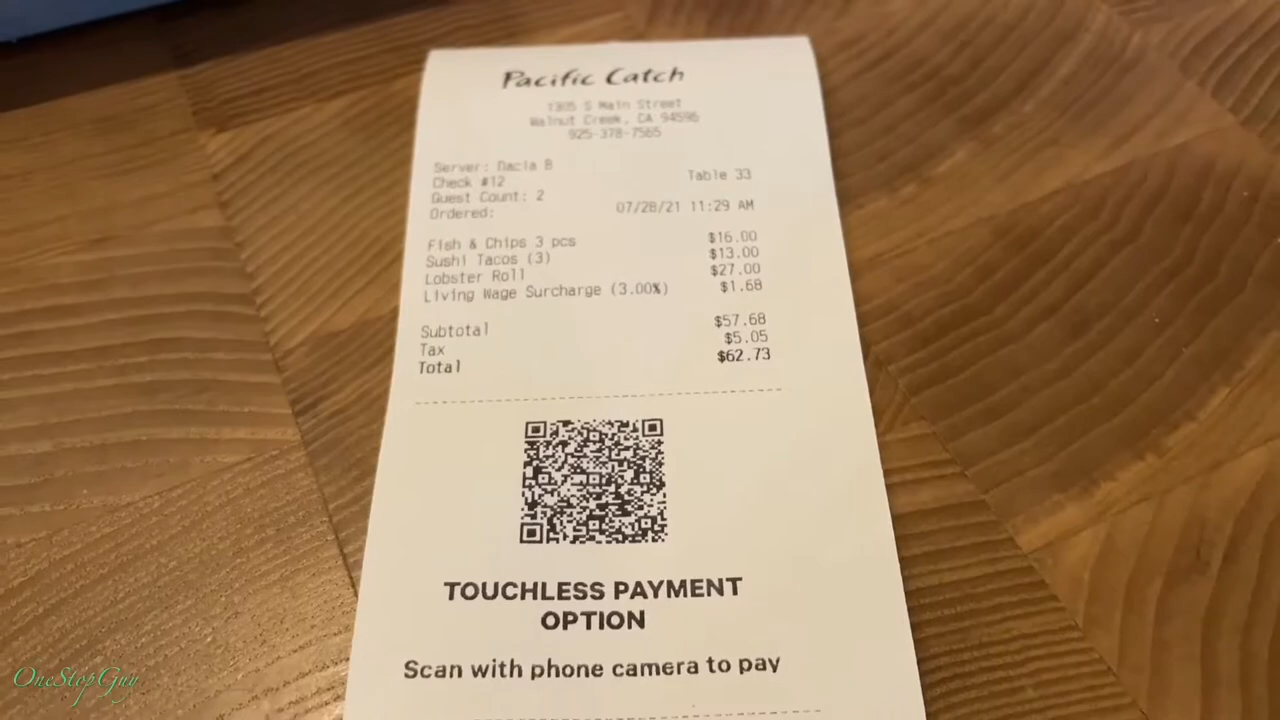 Pacific Catch
1305 S Main Street
Walnut Creek, CA 94596
925-378-7565
Server: Dacia B
Check #12 Table 33
Guest Count: 2
Ordered: 07/28/21 11:29 AM
Fish & Chips 3 pcs $16.00
Sushi Tacos (3) $13.00
Lobster Roll $27.00
Living Wage Surcharge (3.00%) $1.68
Subtotal $57.68
Tax $5.05
Total $62.73
TOUCHLESS PAYMENT
OPTION
Scan with phone camera to pay
OneStopGuy